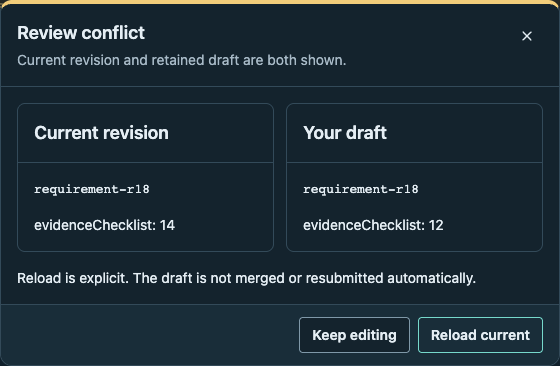 Review conflict
Current revision and retained draft are both shown.
Current revision
requirement-r18
evidenceChecklist: 14
Your draft
requirement-r18
evidenceChecklist: 12
Reload is explicit. The draft is not merged or resubmitted automatically.
Keep editing
Reload current